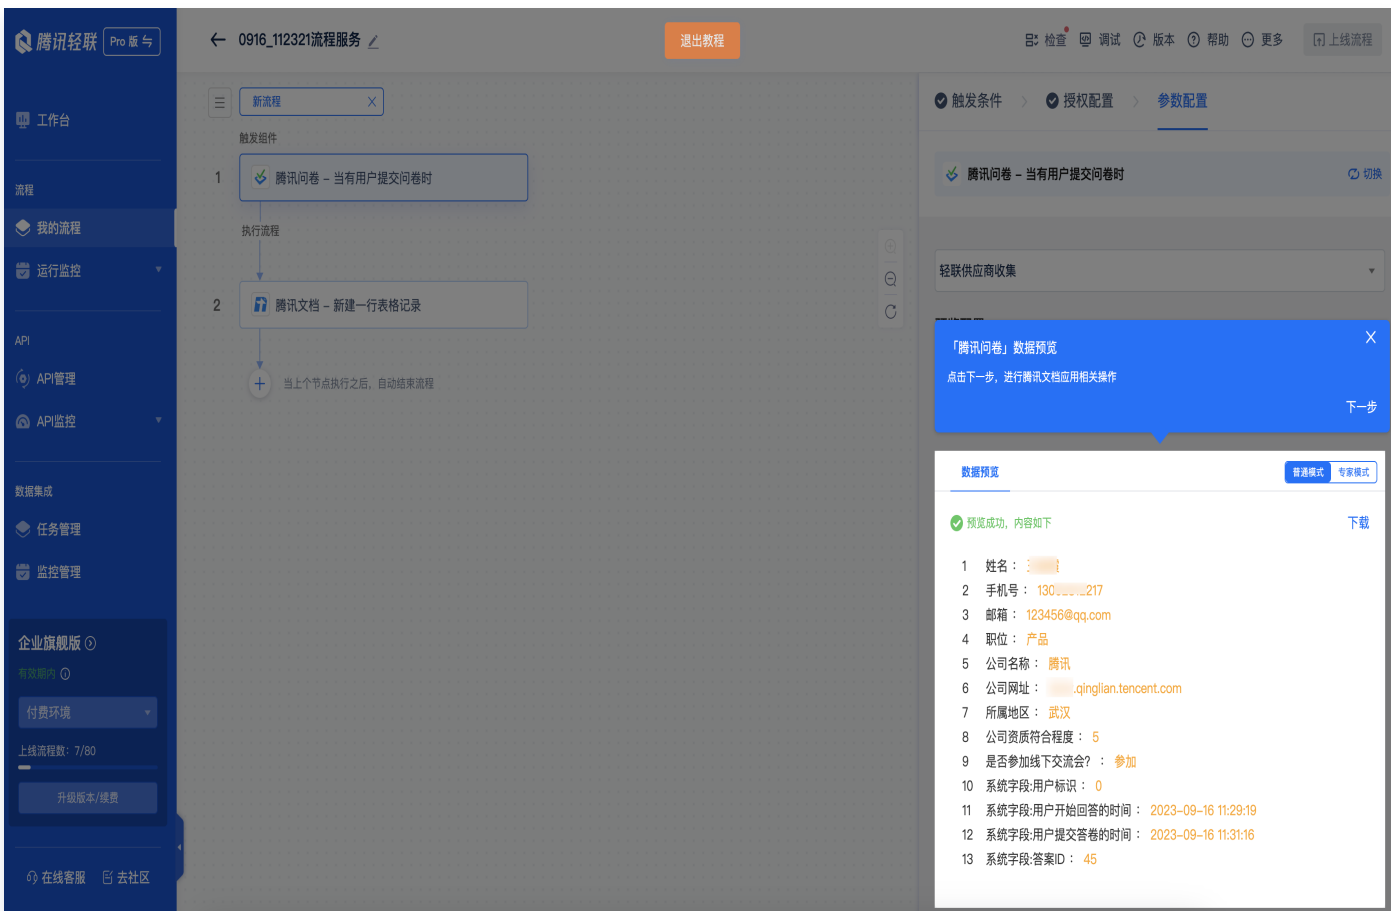 腾讯轻联 Pro 版
0916_112321流程服务
退出教程
检查 调试 版本 帮助 更多 上线流程
工作台
流程
我的流程
运行监控
API
API管理
API监控
数据集成
任务管理
监控管理
企业旗舰版
有效期内
付费环境
上线流程数：7/80
升级版本/续费
在线客服 去社区
新流程 X
触发组件
1 腾讯问卷 – 当有用户提交问卷时
执行流程
2 腾讯文档 – 新建一行表格记录
当上个节点执行之后，自动结束流程
触发条件 > 授权配置 > 参数配置
腾讯问卷 – 当有用户提交问卷时 切换
轻联供应商收集
「腾讯问卷」数据预览 X
点击下一步，进行腾讯文档应用相关操作
下一步
数据预览 普通模式 专家模式
预览成功，内容如下 下载
1 姓名：
2 手机号： 130 217
3 邮箱： 123456@qq.com
4 职位： 产品
5 公司名称： 腾讯
6 公司网址： .qinglian.tencent.com
7 所属地区： 武汉
8 公司资质符合程度： 5
9 是否参加线下交流会?： 参加
10 系统字段:用户标识： 0
11 系统字段:用户开始回答的时间： 2023–09–16 11:29:19
12 系统字段:用户提交答卷的时间： 2023–09–16 11:31:16
13 系统字段:答案ID： 45